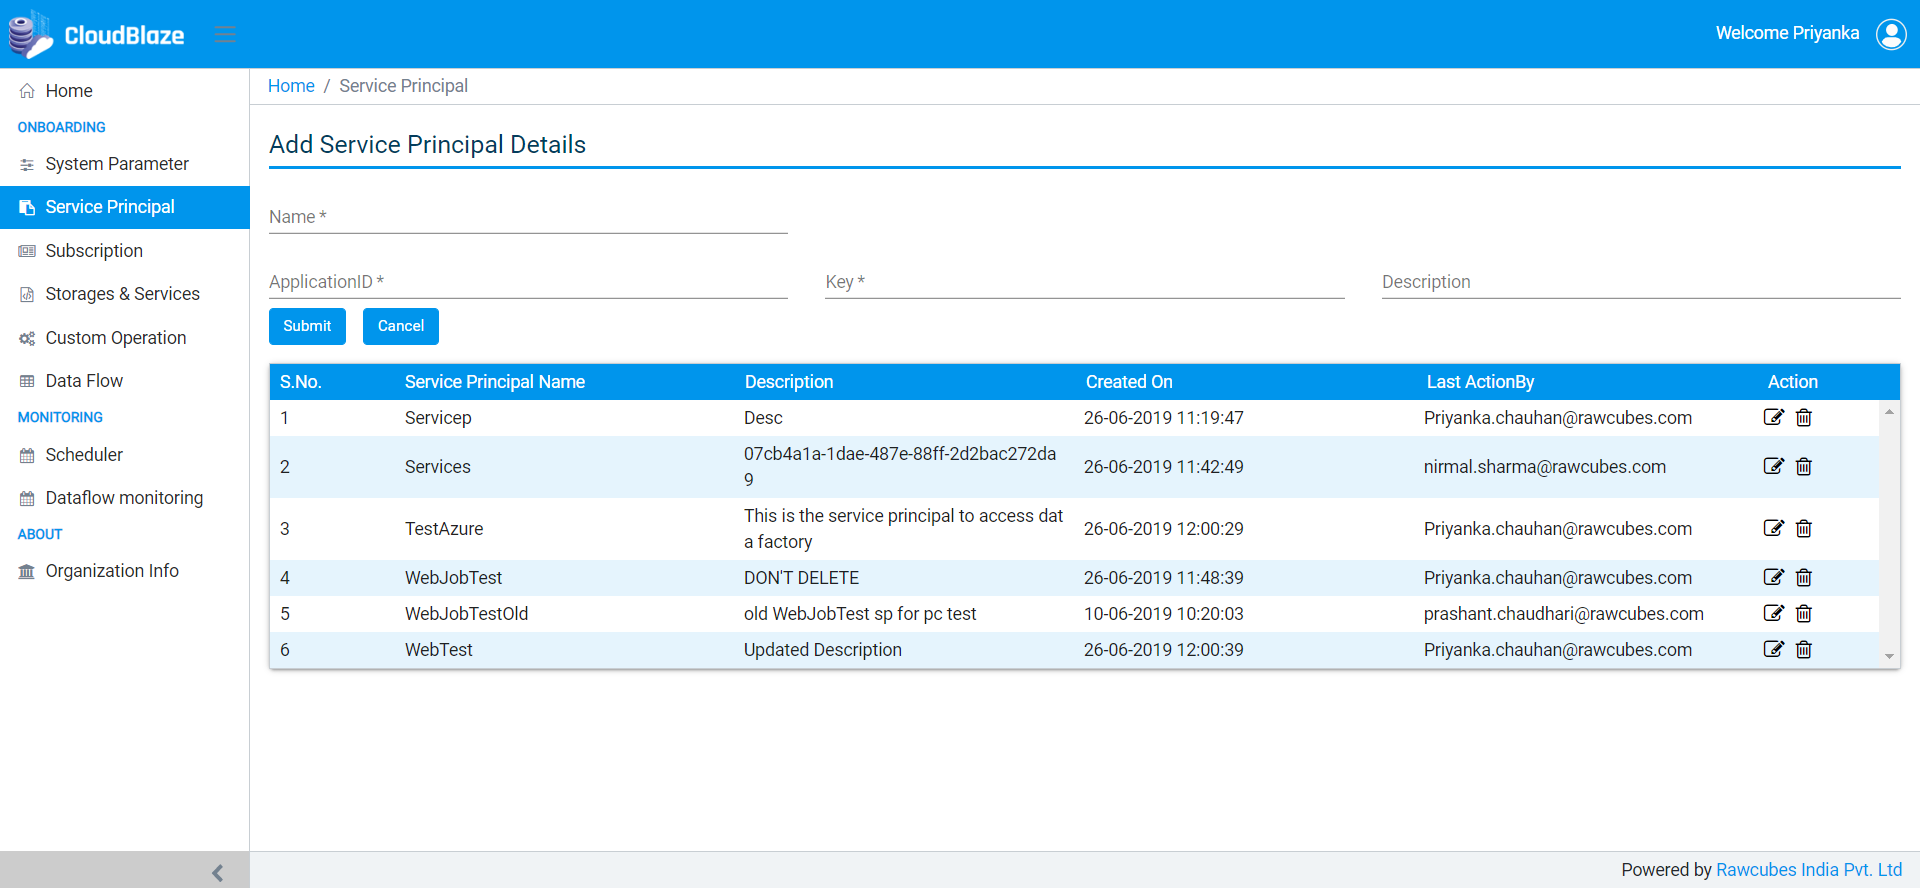 CloudBlaze
Welcome Priyanka
Home
ONBOARDING
System Parameter
Service Principal
Subscription
Storages & Services
Custom Operation
Data Flow
MONITORING
Scheduler
Dataflow monitoring
ABOUT
Organization Info
Home / Service Principal
Add Service Principal Details
Name *
ApplicationID * Key * Description
Submit Cancel
S.No. Service Principal Name Description Created On Last ActionBy Action
1 Servicep Desc 26-06-2019 11:19:47 Priyanka.chauhan@rawcubes.com
2 Services 07cb4a1a-1dae-487e-88ff-2d2bac272da
9 26-06-2019 11:42:49 nirmal.sharma@rawcubes.com
3 TestAzure This is the service principal to access dat
a factory 26-06-2019 12:00:29 Priyanka.chauhan@rawcubes.com
4 WebJobTest DON'T DELETE 26-06-2019 11:48:39 Priyanka.chauhan@rawcubes.com
5 WebJobTestOld old WebJobTest sp for pc test 10-06-2019 10:20:03 prashant.chaudhari@rawcubes.com
6 WebTest Updated Description 26-06-2019 12:00:39 Priyanka.chauhan@rawcubes.com
Powered by Rawcubes India Pvt. Ltd